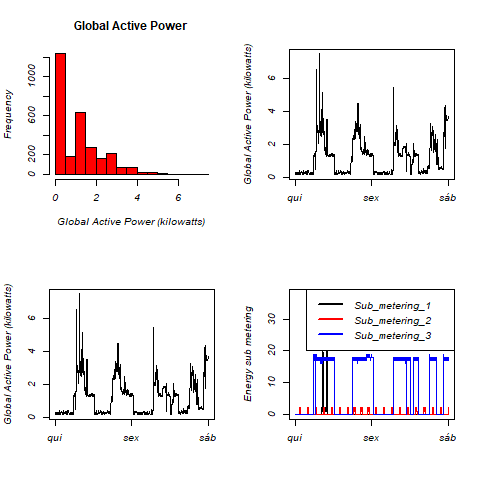 Global Active Power
Frequency
0 200 600 1000
0 2 4 6
Global Active Power (kilowatts)
Global Active Power (kilowatts)
0 2 4 6
qui sex sáb
Global Active Power (kilowatts)
0 2 4 6
qui sex sáb
Energy sub metering
0 10 20 30
Sub_metering_1
Sub_metering_2
Sub_metering_3
qui sex sáb